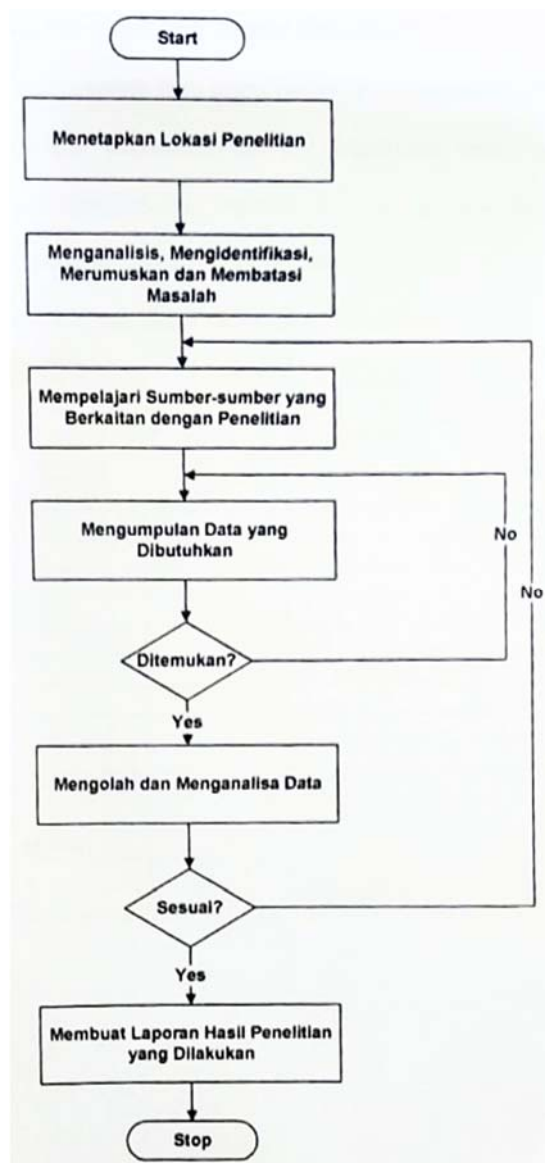 Start
Menetapkan Lokasi Penelitian
Menganalisis, Mengidentifikasi,
Merumuskan dan Membatasi
Masalah
Mempelajari Sumber-sumber yang
Berkaitan dengan Penelitian
Mengumpulan Data yang
Dibutuhkan
No
No
Ditemukan?
Yes
Mengolah dan Menganalisa Data
Sesuai?
Yes
Membuat Laporan Hasil Penelitian
yang Dilakukan
Stop